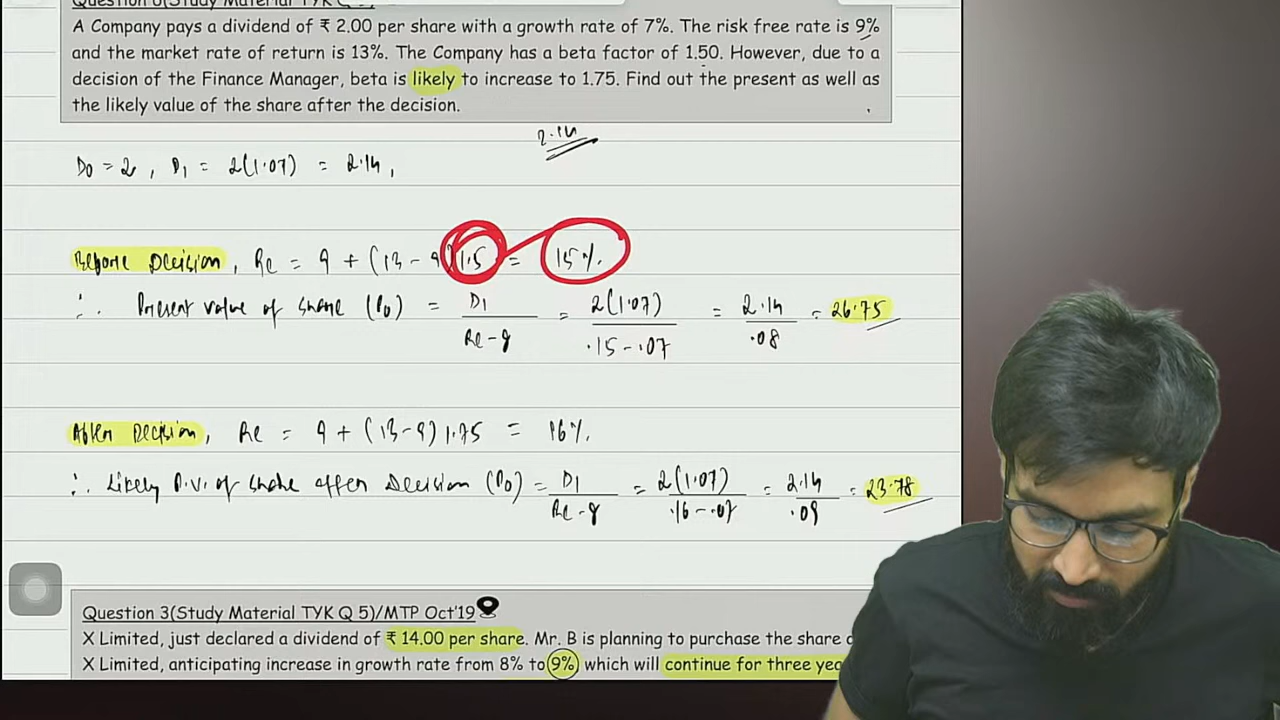 Question 6(Study Material TYK Q
A Company pays a dividend of ₹ 2.00 per share with a growth rate of 7%. The risk free rate is 9%
and the market rate of return is 13%. The Company has a beta factor of 1.50. However, due to a
decision of the Finance Manager, beta is likely to increase to 1.75. Find out the present as well as
the likely value of the share after the decision.
2.14
D0 = 2, D1 = 2(1.07) = 2.14,
Before Decision, Re = 9 + (13 - 9) 1.5 = 15%.
∴ Present value of share (P0) = D1 / Re-g = 2(1.07) / .15-.07 = 2.14 / .08 = 26.75
After Decision, Re = 9 + (13-9) 1.75 = 16%.
∴ Likely P.V. of share after Decision (P0) = D1 / Re-g = 2(1.07) / .16-.07 = 2.14 / .09 = 23.78
Question 3(Study Material TYK Q 5)/MTP Oct'19
X Limited, just declared a dividend of ₹ 14.00 per share. Mr. B is planning to purchase the share
X Limited, anticipating increase in growth rate from 8% to 9% which will continue for three